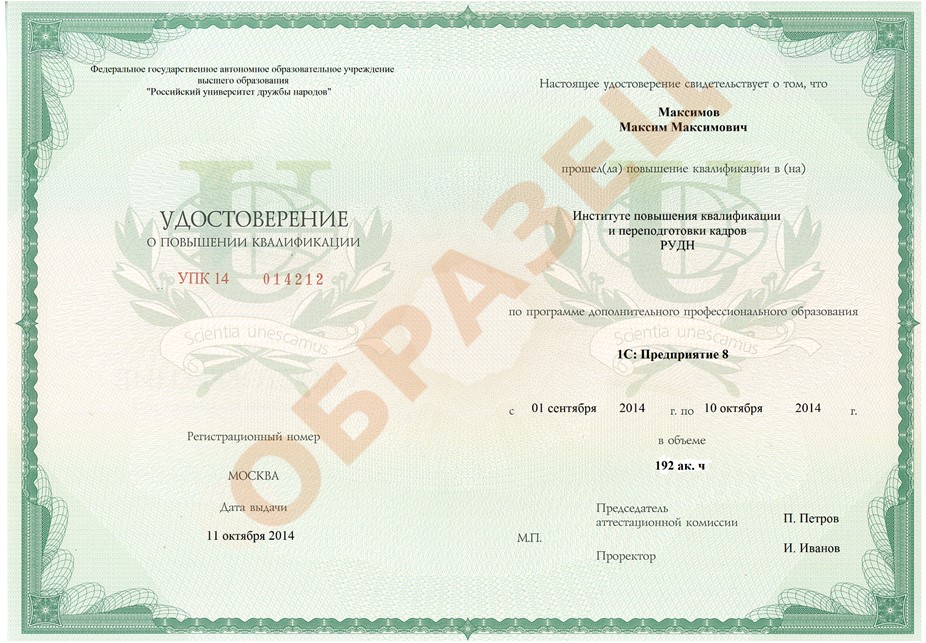 Федеральное государственное автономное образовательное учреждение
высшего образования
"Российский университет дружбы народов"
УДОСТОВЕРЕНИЕ
О ПОВЫШЕНИИ КВАЛИФИКАЦИИ
УПК 14 014212
Scientia unescamus
Регистрационный номер
МОСКВА
Дата выдачи
11 октября 2014
Настоящее удостоверение свидетельствует о том, что
Максимов
Максим Максимович
прошел(ла) повышение квалификации в (на)
Институте повышения квалификации
и переподготовки кадров
РУДН
Scientia unescamus
по программе дополнительного профессионального образования
1С: Предприятие 8
с 01 сентября 2014 г. по 10 октября 2014 г.
в объеме
192 ак. ч
Председатель
аттестационной комиссии П. Петров
М.П.
Проректор И. Иванов
ОБРАЗЕЦ